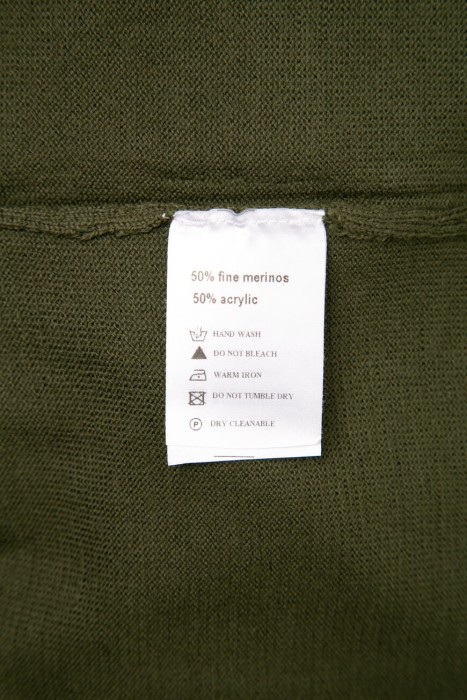 50% fine merinos
50% acrylic
HAND WASH
DO NOT BLEACH
WARM IRON
DO NOT TUMBLE DRY
P DRY CLEANABLE